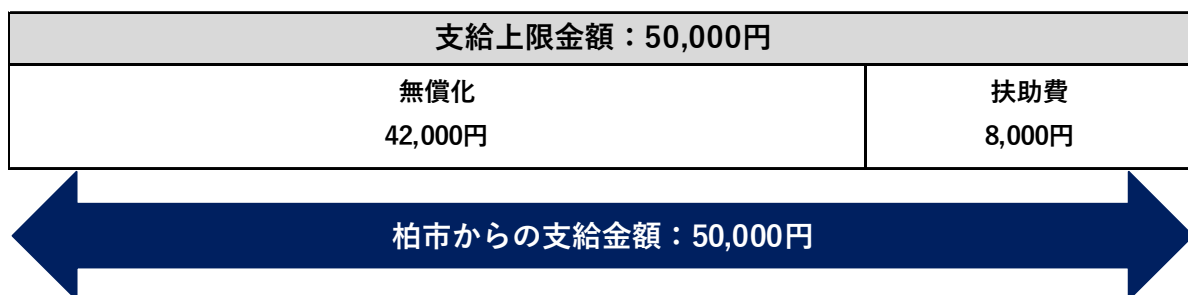 支給上限金額：50,000円
無償化
42,000円
扶助費
8,000円
柏市からの支給金額：50,000円